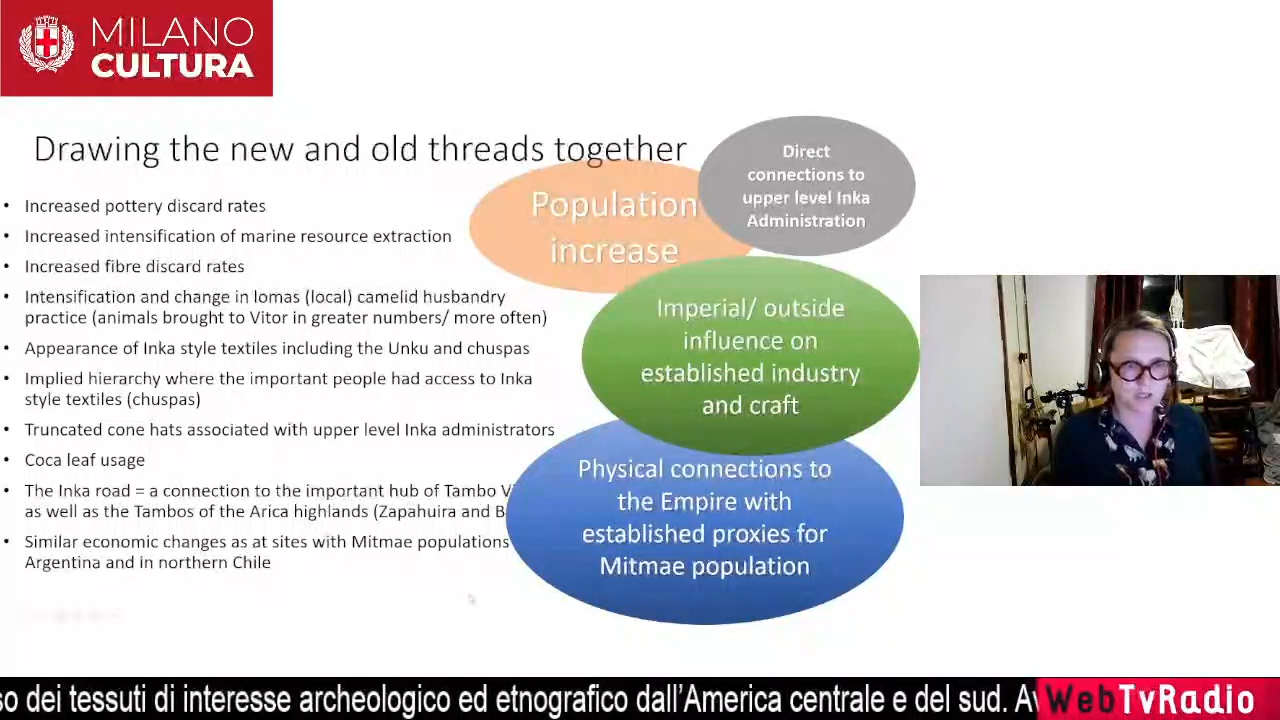 MILANO
CULTURA
Drawing the new and old threads together
• Increased pottery discard rates
• Increased intensification of marine resource extraction
• Increased fibre discard rates
• Intensification and change in lomas (local) camelid husbandry
practice (animals brought to Vitor in greater numbers/ more often)
• Appearance of Inka style textiles including the Unku and chuspas
• Implied hierarchy where the important people had access to Inka
style textiles (chuspas)
• Truncated cone hats associated with upper level Inka administrators
• Coca leaf usage
• The Inka road = a connection to the important hub of Tambo
as well as the Tambos of the Arica highlands (Zapahuira and
• Similar economic changes as at sites with Mitmae populations
Argentina and in northern Chile
Population
increase
Direct
connections to
upper level Inka
Administration
Imperial/ outside
influence on
established industry
and craft
Physical connections to
the Empire with
established proxies for
Mitmae population
so dei tessuti di interesse archeologico ed etnografico dall'America centrale e del sud.
WebTvRadio